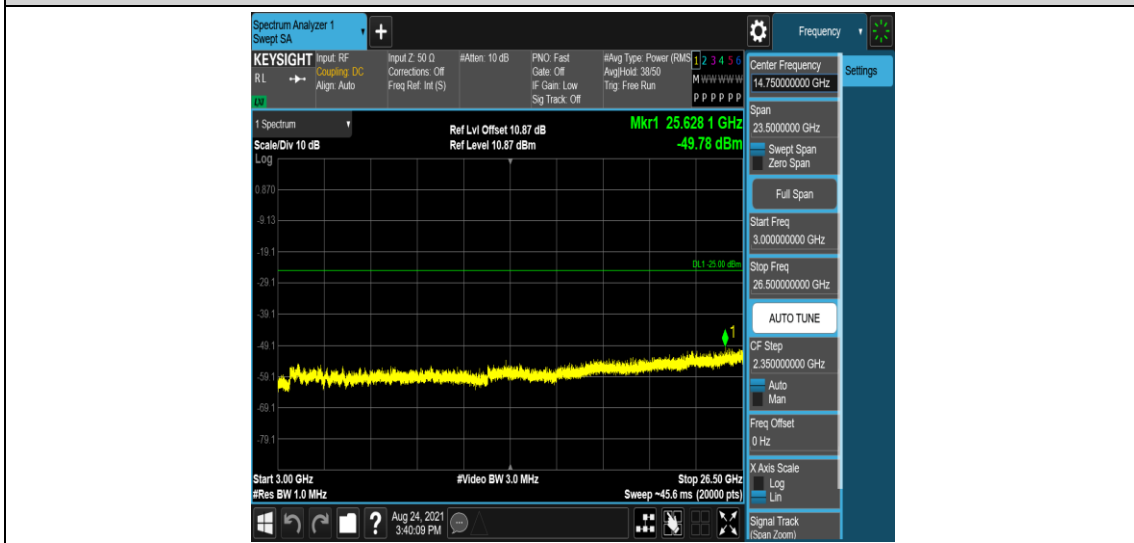 Spectrum Analyzer 1
Swept SA
+
Frequency
KEYSIGHT
RL
LXI
Input: RF
Coupling: DC
Align: Auto
Input Z: 50 Ω
Corrections: Off
Freq Ref: Int (S)
#Atten: 10 dB
PNO: Fast
Gate: Off
IF Gain: Low
Sig Track: Off
#Avg Type: Power (RMS
Avg|Hold: 38/50
Trig: Free Run
1 2 3 4 5 6
M W W W W W
P P P P P P
Center Frequency
14.750000000 GHz
Settings
Span
23.5000000 GHz
Swept Span
Zero Span
Full Span
Start Freq
3.000000000 GHz
Stop Freq
26.500000000 GHz
AUTO TUNE
CF Step
2.350000000 GHz
Auto
Man
Freq Offset
0 Hz
X Axis Scale
Log
Lin
Signal Track
(Span Zoom)
1 Spectrum
Scale/Div 10 dB
Log
Ref Lvl Offset 10.87 dB
Ref Level 10.87 dBm
Mkr1 25.628 1 GHz
-49.78 dBm
0.870
-9.13
-19.1
DL1 -25.00 dBm
-29.1
-39.1
1
-49.1
-59.1
-69.1
-79.1
Start 3.00 GHz
#Res BW 1.0 MHz
#Video BW 3.0 MHz
Stop 26.50 GHz
Sweep ~45.6 ms (20000 pts)
?
Aug 24, 2021
3:40:09 PM